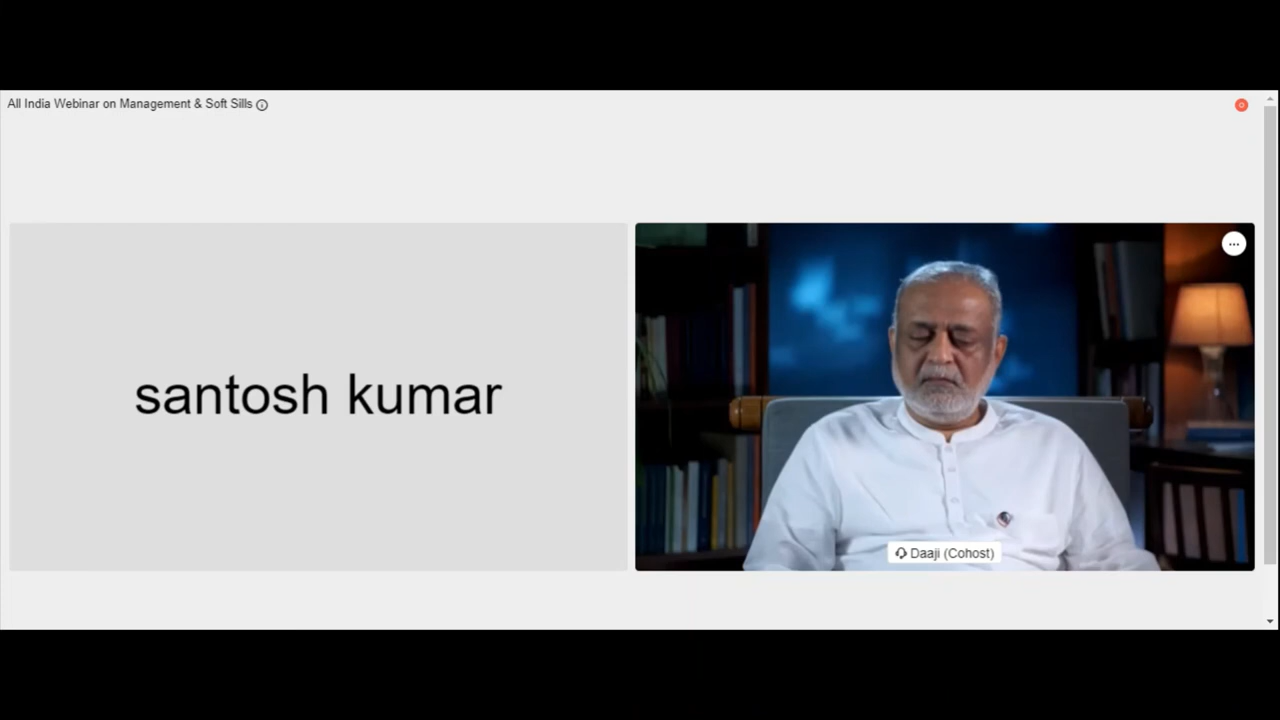 All India Webinar on Management & Soft Sills
santosh kumar
Daaji (Cohost)